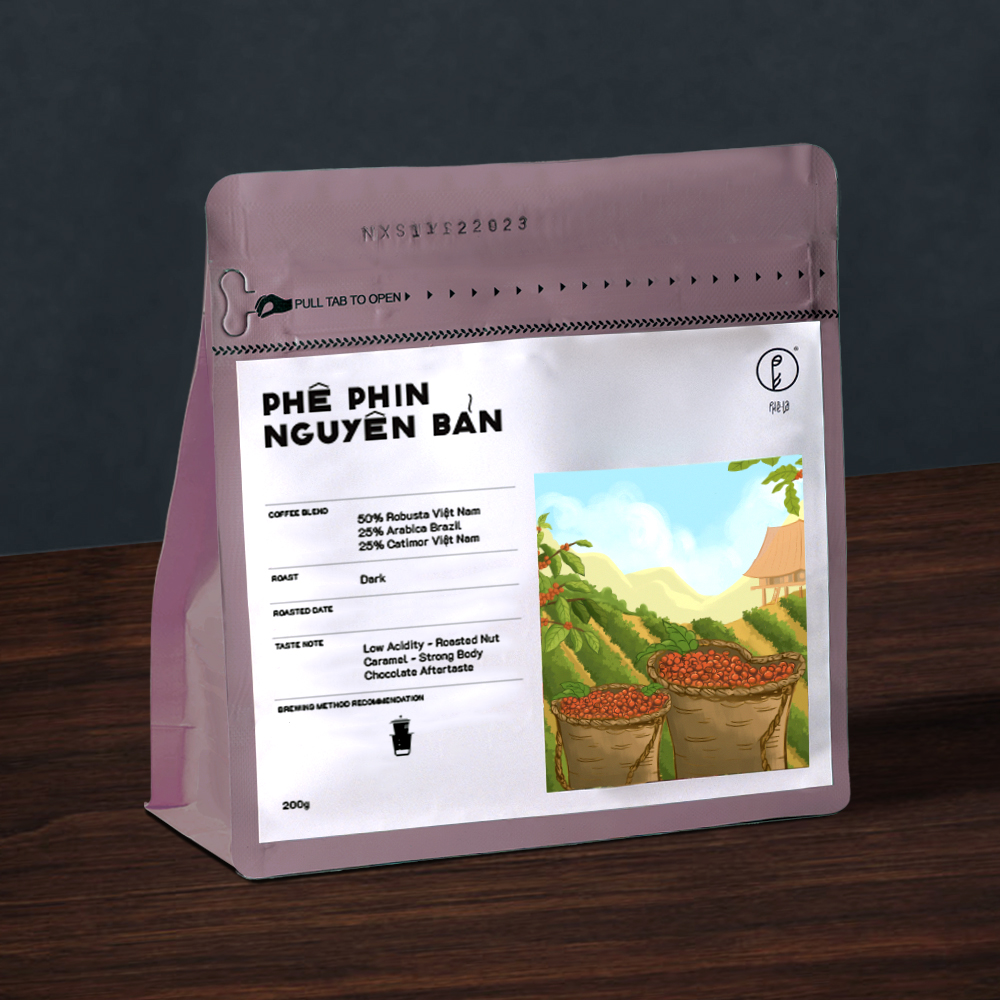 PULL TAB TO OPEN
PHÊ PHIN
NGUYÊN BẢN
COFFEE BLEND
50% Robusta Việt Nam
25% Arabica Brazil
25% Catimor Việt Nam
ROAST
Dark
ROASTED DATE
TASTE NOTE
Low Acidity - Roasted Nut
Caramel - Strong Body
Chocolate Aftertaste
BREWING METHOD RECOMMENDATION
200g